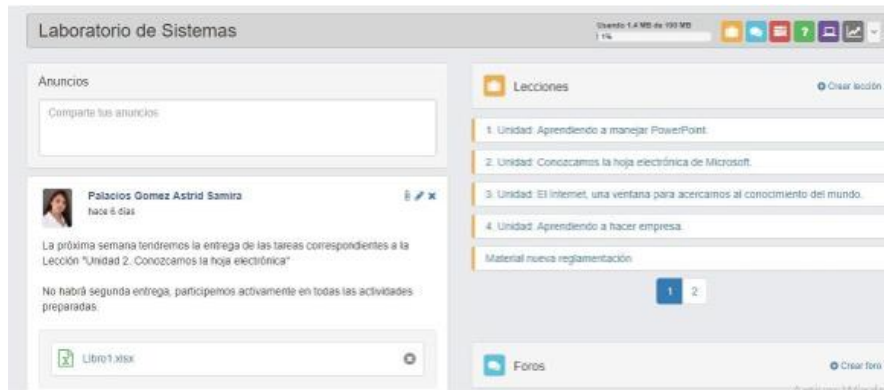 Laboratorio de Sistemas
Usando 1.4 MB de 100 MB
1%
Anuncios
Comparte tus anuncios
Palacios Gomez Astrid Samira
hace 6 días
La próxima semana tendremos la entrega de las tareas correspondientes a la
Lección "Unidad 2. Conozcamos la hoja electrónica"
No habrá segunda entrega, participemos activamente en todas las actividades
preparadas.
Libro1.xlsx
Lecciones
Crear lección
1. Unidad: Aprendiendo a manejar PowerPoint.
2. Unidad: Conozcamos la hoja electrónica de Microsoft.
3. Unidad: El Internet, una ventana para acercarnos al conocimiento del mundo.
4. Unidad: Aprendiendo a hacer empresa.
Material nueva reglamentación
1 2
Foros
Crear foro